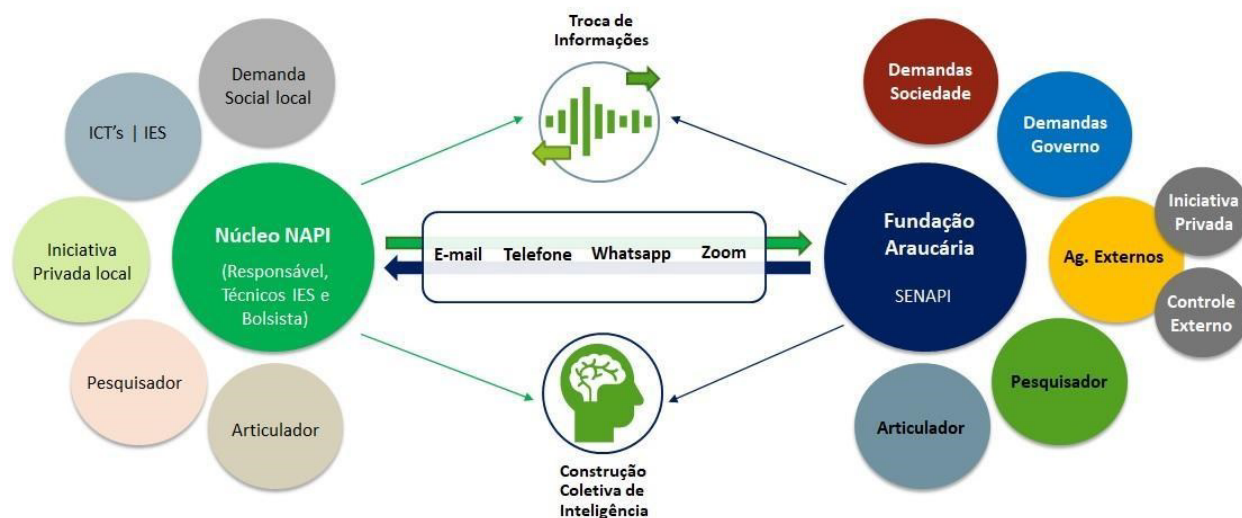 Troca de
Informações
Demanda
Social local
ICT's | IES
Iniciativa
Privada local
Pesquisador
Articulador
Núcleo NAPI
(Responsável,
Técnicos IES e
Bolsista)
E-mail Telefone Whatsapp Zoom
Fundação
Araucária
SENAPI
Demandas
Sociedade
Demandas
Governo
Iniciativa
Privada
Ag. Externos
Controle
Externo
Pesquisador
Articulador
Construção
Coletiva de
Inteligência